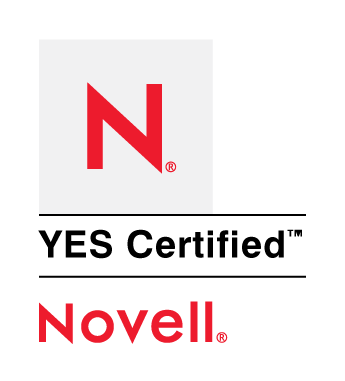 N®
YES Certified™
Novell®